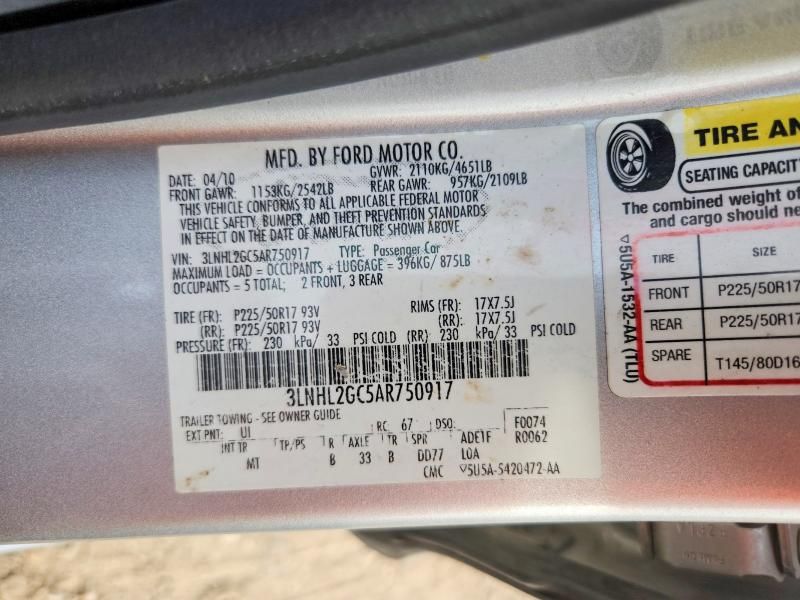 MFD. BY FORD MOTOR CO.
DATE: 04/10 GVWR: 2110KG/4651LB
FRONT GAWR: 1153KG/2542LB REAR GAWR: 957KG/2109LB
THIS VEHICLE CONFORMS TO ALL APPLICABLE FEDERAL MOTOR
VEHICLE SAFETY, BUMPER, AND THEFT PREVENTION STANDARDS
IN EFFECT ON THE DATE OF MANUFACTURE SHOWN ABOVE.
VIN: 3LNHL2GC5AR750917 TYPE: Passenger Car
MAXIMUM LOAD = OCCUPANTS + LUGGAGE = 396KG/ 875LB
OCCUPANTS = 5 TOTAL; 2 FRONT, 3 REAR
TIRE (FR): P225/50R17 93V RIMS (FR): 17X7.5J
(RR): P225/50R17 93V (RR): 17X7.5J
PRESSURE (FR): 230 kPa/ 33 PSI COLD (RR): 230 kPa/ 33 PSI COLD
3LNHL2GC5AR750917
TRAILER TOWING - SEE OWNER GUIDE
EXT PNT: UI RC: 67 DSO: F0074
INT TR TP/PS R AXLE TR SPR ADE1F R0062
MT B 33 B DD77 LOA
CMC ▽5U5A-5420472-AA
TIRE AN
SEATING CAPACIT
The combined weight of
and cargo should ne
TIRE SIZE
FRONT P225/50R17
REAR P225/50R17
SPARE T145/80D16
▽5U5A-1532-AA (TLU)